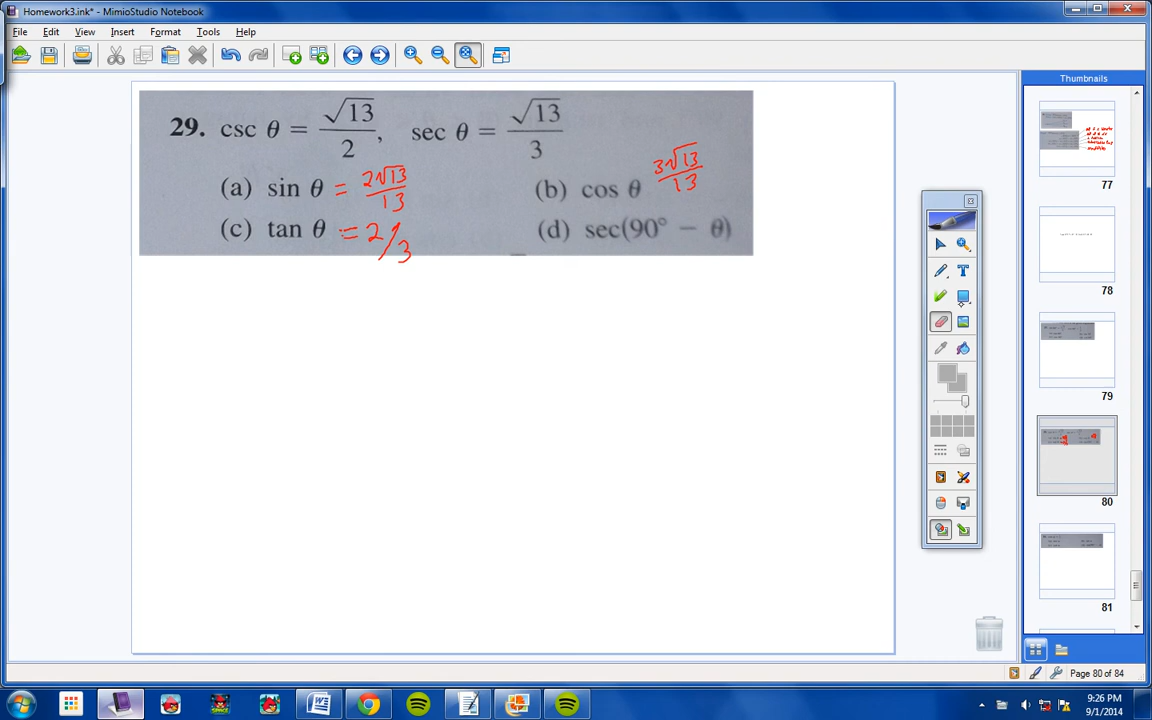 Homework3.ink* - MimioStudio Notebook
File Edit View Insert Format Tools Help
Thumbnails
29. csc θ = √13/2, sec θ = √13/3
(a) sin θ = 2√13/13 (b) cos θ 3√13/13
(c) tan θ = 2/3 (d) sec(90° − θ)
77
78
79
80
81
Page 80 of 84
9:26 PM
9/1/2014